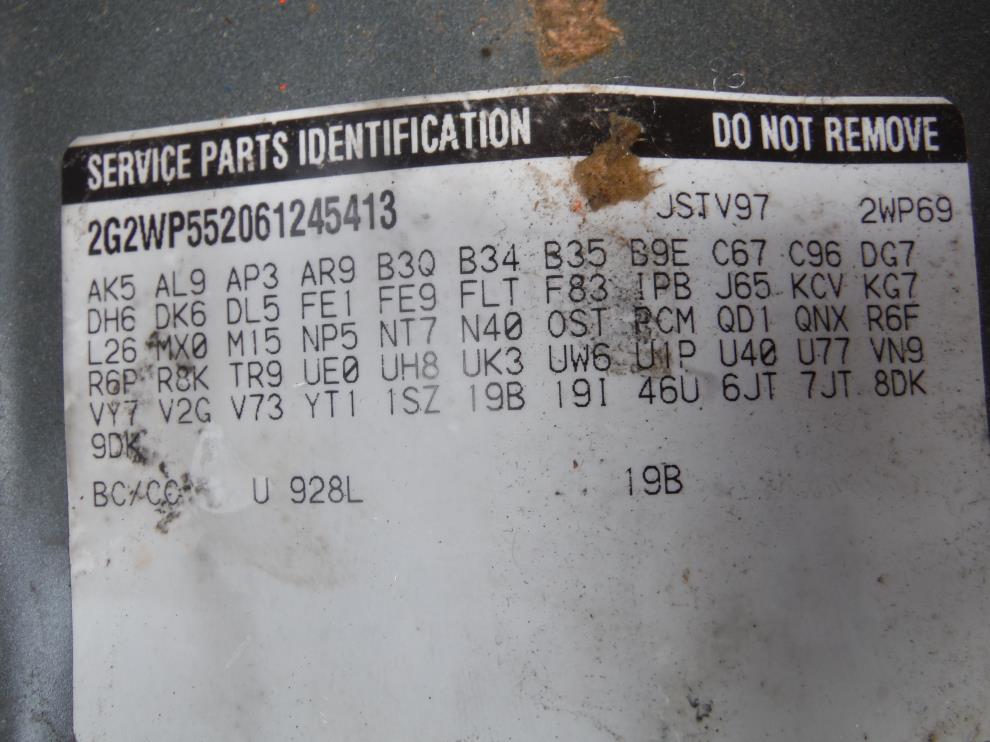 SERVICE PARTS IDENTIFICATION DO NOT REMOVE
2G2WP552061245413 JSTV97 2WP69
AK5 AL9 AP3 AR9 B3Q B34 B35 B9E C67 C96 DG7
DH6 DK6 DL5 FE1 FE9 FLT F83 IPB J65 KCV KG7
L26 MX0 M15 NP5 NT7 N40 OST PCM QD1 QNX R6F
R6P R8K TR9 UE0 UH8 UK3 UW6 U1P U40 U77 VN9
VY7 V2G V73 YT1 1SZ 19B 19I 46U 6JT 7JT 8DK
9DK
BC/CC U 928L 19B